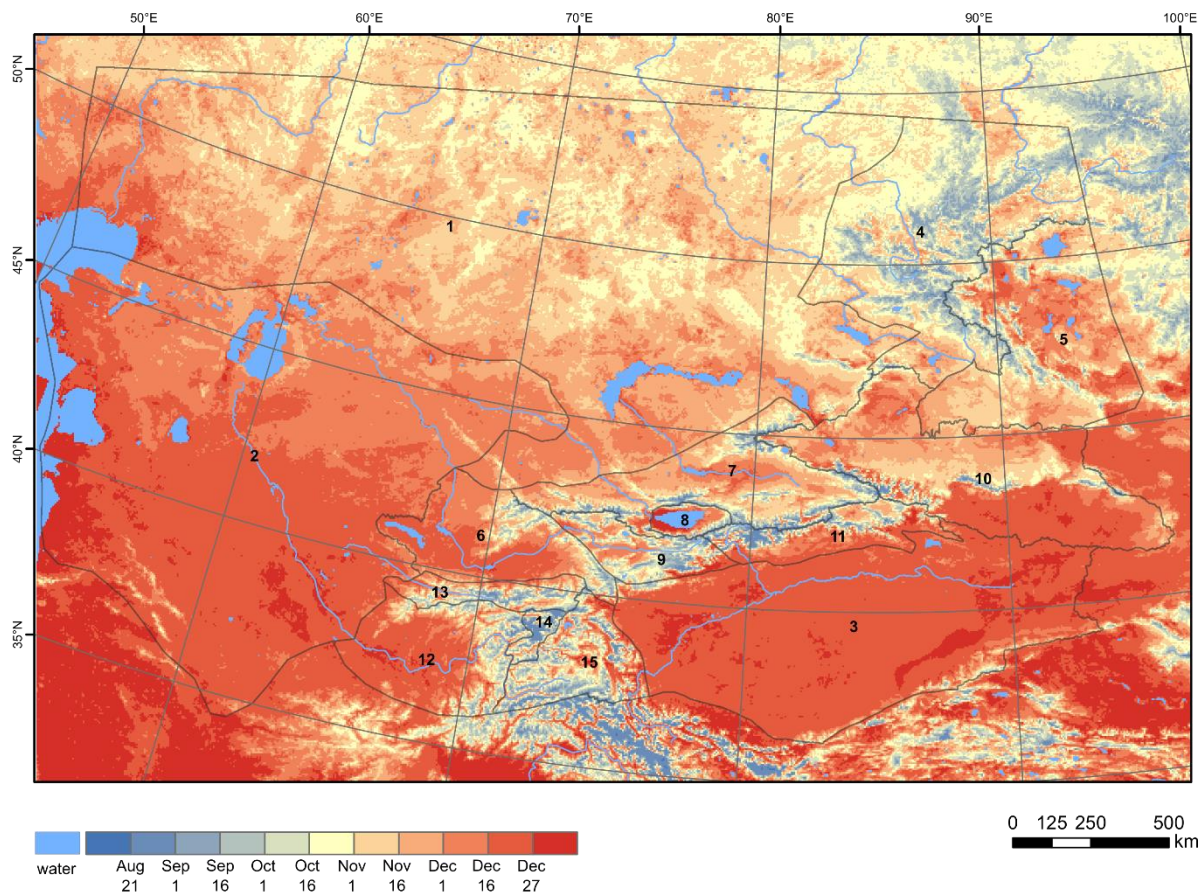 50°E 60°E 70°E 80°E 90°E 100°E
50°N
45°N
40°N
35°N
1
4
5
2
7
10
8
6
11
9
13
14
3
12
15
water
Aug Sep Sep Oct Oct Nov Nov Dec Dec Dec
21 1 16 1 16 1 16 1 16 27
0 125 250 500
km